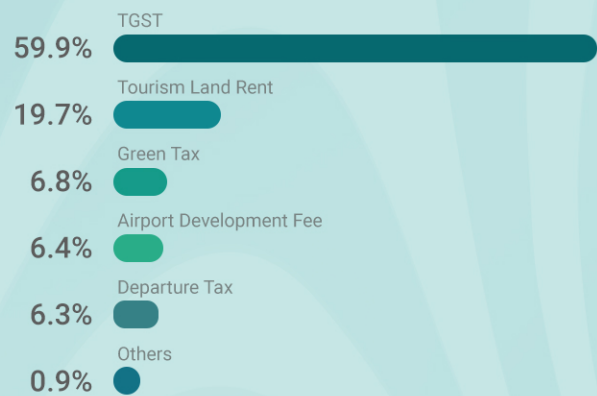 TGST
59.9%
Tourism Land Rent
19.7%
Green Tax
6.8%
Airport Development Fee
6.4%
Departure Tax
6.3%
Others
0.9%